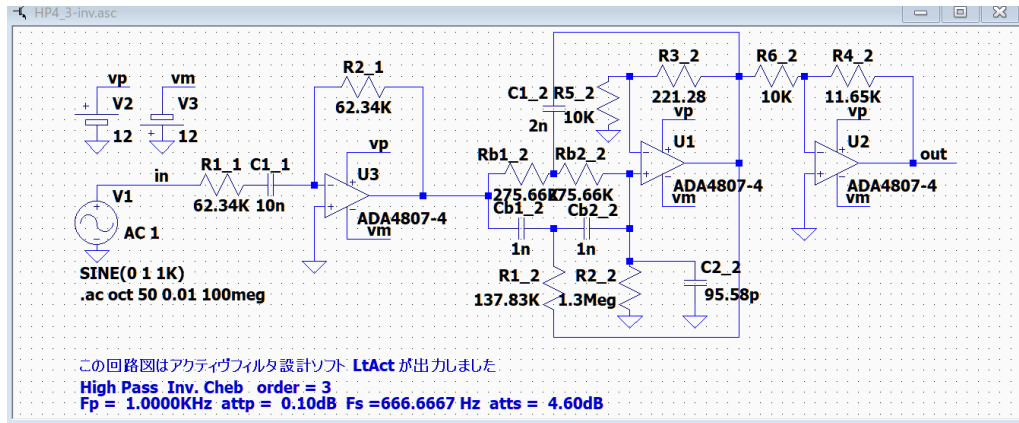 HP4_3-inv.asc
vp
vm
V2
V3
12
12
in
V1
AC 1
SINE(0 1 1K)
.ac oct 50 0.01 100meg
R1_1
62.34K
C1_1
10n
R2_1
62.34K
vp
U3
ADA4807-4
vm
C1_2
2n
R5_2
10K
R3_2
221.28
vp
U1
ADA4807-4
vm
Rb1_2
275.66K
Rb2_2
275.66K
Cb1_2
1n
Cb2_2
1n
R1_2
137.83K
R2_2
1.3Meg
C2_2
95.58p
R6_2
10K
R4_2
11.65K
vp
U2
ADA4807-4
vm
out
この回路図はアクティヴフィルタ設計ソフト LtAct が出力しました
High Pass Inv. Cheb order = 3
Fp = 1.0000KHz attp = 0.10dB Fs =666.6667 Hz atts = 4.60dB